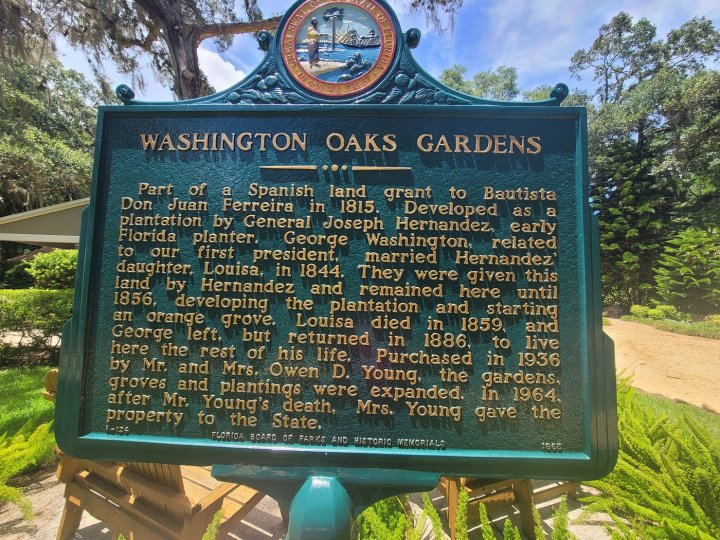 WASHINGTON OAKS GARDENS
Part of a Spanish land grant to Bautista
Don Juan Ferreira in 1815. Developed as a
plantation by General Joseph Hernandez, early
Florida planter. George Washington, related
to our first president, married Hernandez'
daughter, Louisa, in 1844. They were given this
land by Hernandez and remained here until
1856, developing the plantation and starting
an orange grove. Louisa died in 1859, and
George left, but returned in 1886, to live
here the rest of his life. Purchased in 1936
by Mr. and Mrs. Owen D. Young, the gardens,
groves and plantings were expanded. In 1964,
after Mr. Young's death, Mrs. Young gave the
property to the State.
F-124 FLORIDA BOARD OF PARKS AND HISTORIC MEMORIALS 1965